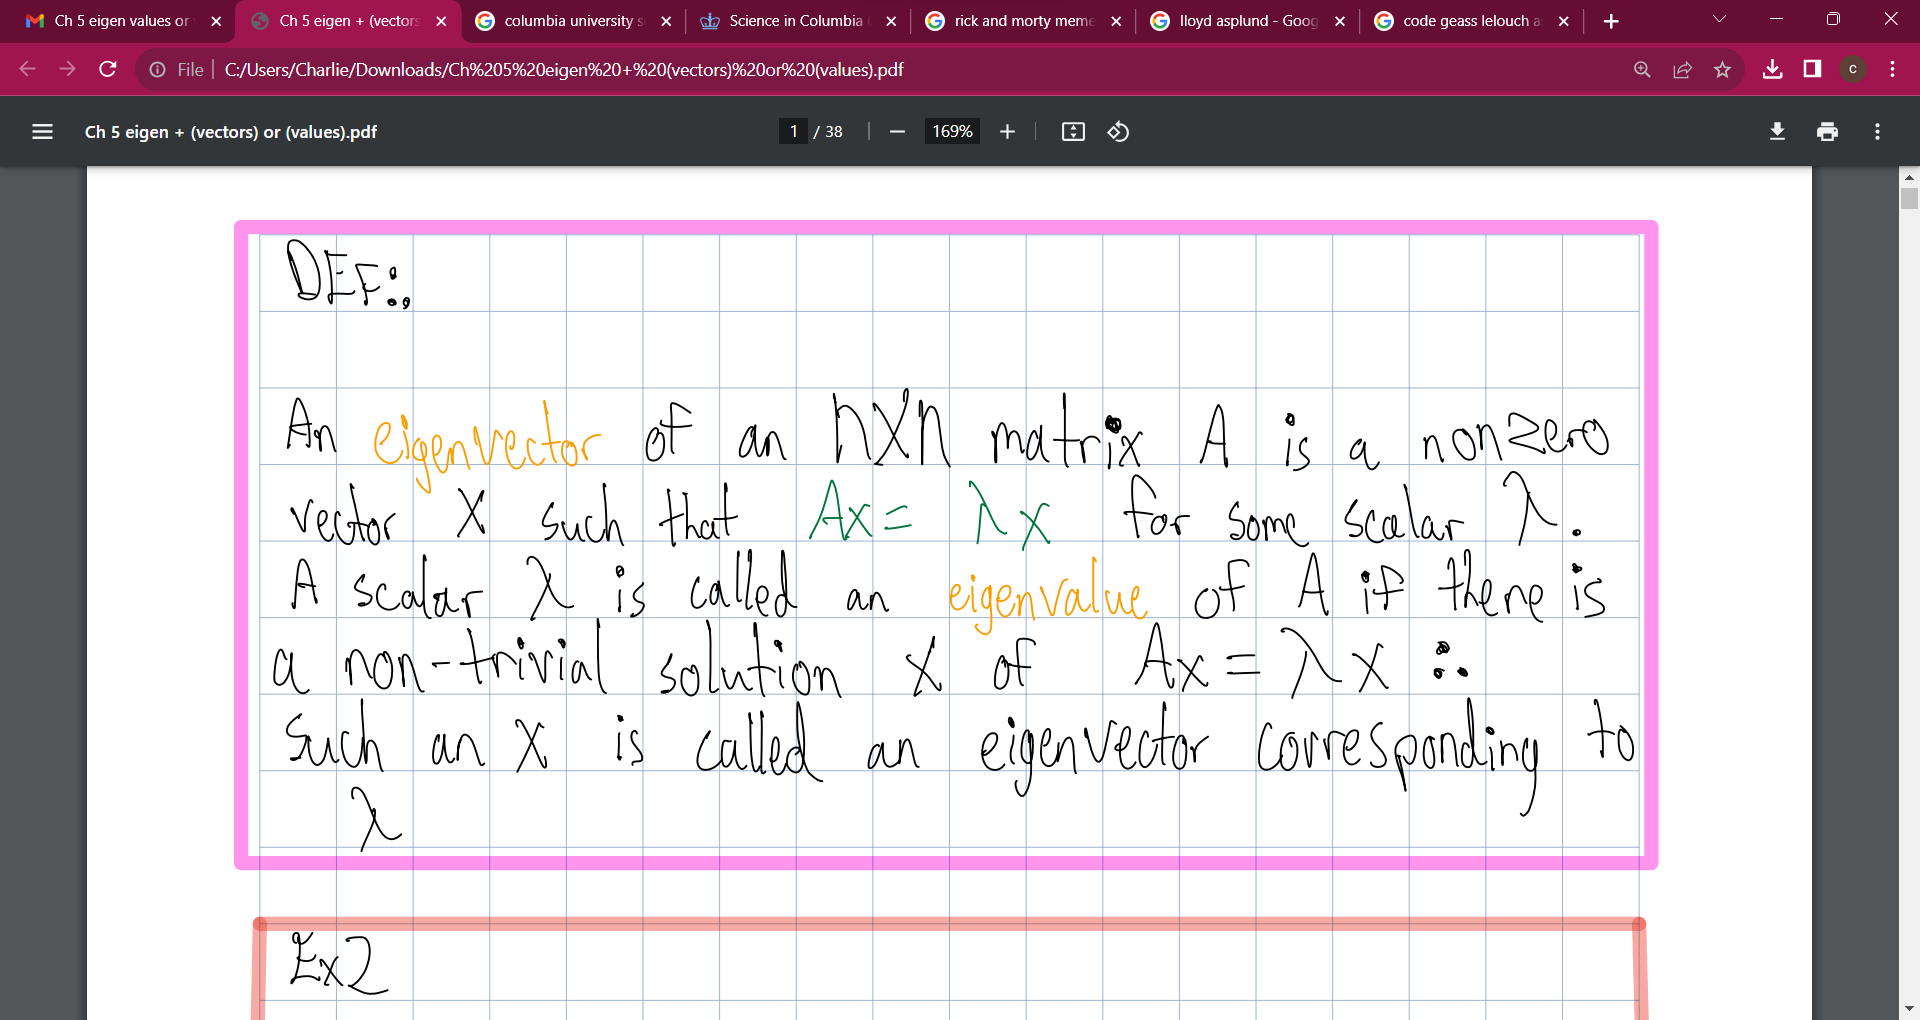 Ch 5 eigen values or
Ch 5 eigen + (vectors
columbia university s
Science in Columbia
rick and morty meme
lloyd asplund - Goog
code geass lelouch a
File | C:/Users/Charlie/Downloads/Ch%205%20eigen%20+%20(vectors)%20or%20(values).pdf
c
Ch 5 eigen + (vectors) or (values).pdf
1 / 38
169%
DEF:,
An eigenvector of an nxn matrix A is a nonzero
vector X such that Ax = λx for some scalar λ.
A scalar λ is called an eigenvalue of A if there is
a non-trivial solution X of Ax = λx ∴
Such an X is called an eigenvector corresponding to
λ
Ex2